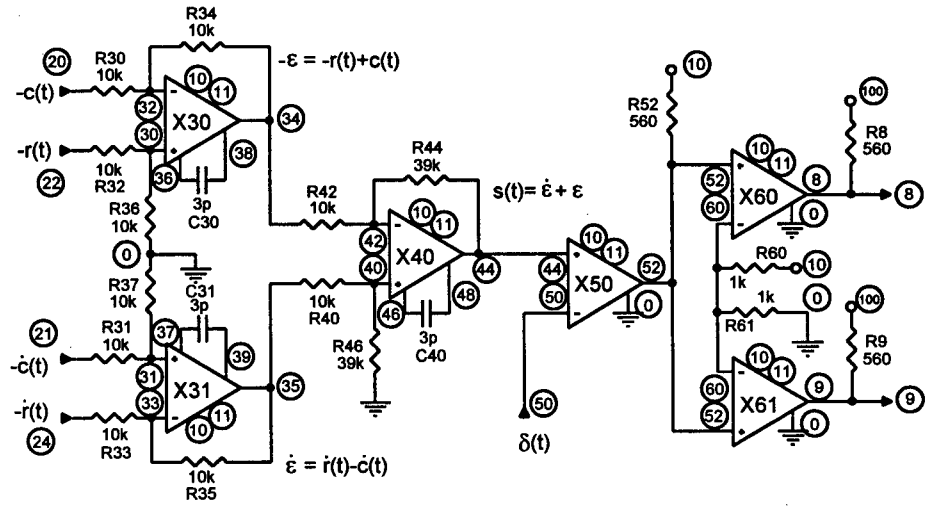 R34
10k
20
R30
10k
-c(t)
32
30
-
+
X30
10
11
34
-ε = -r(t)+c(t)
-r(t)
22
10k
R32
36
38
3p
C30
R36
10k
0
R37
10k
C31
3p
21
R31
10k
-ċ(t)
31
33
37
39
+
-
X31
10
11
35
-ṙ(t)
24
10k
R33
10k
R35
ε̇ = ṙ(t)-ċ(t)
R42
10k
R44
39k
42
40
-
+
X40
10
11
44
46
48
3p
C40
10k
R40
R46
39k
s(t)= ε̇ + ε
44
50
+
-
X50
10
11
52
0
50
δ(t)
10
R52
560
52
60
+
-
X60
10
11
8
0
100
R8
560
8
R60
1k
10
1k
R61
0
100
R9
560
60
52
-
+
X61
10
11
9
0
9